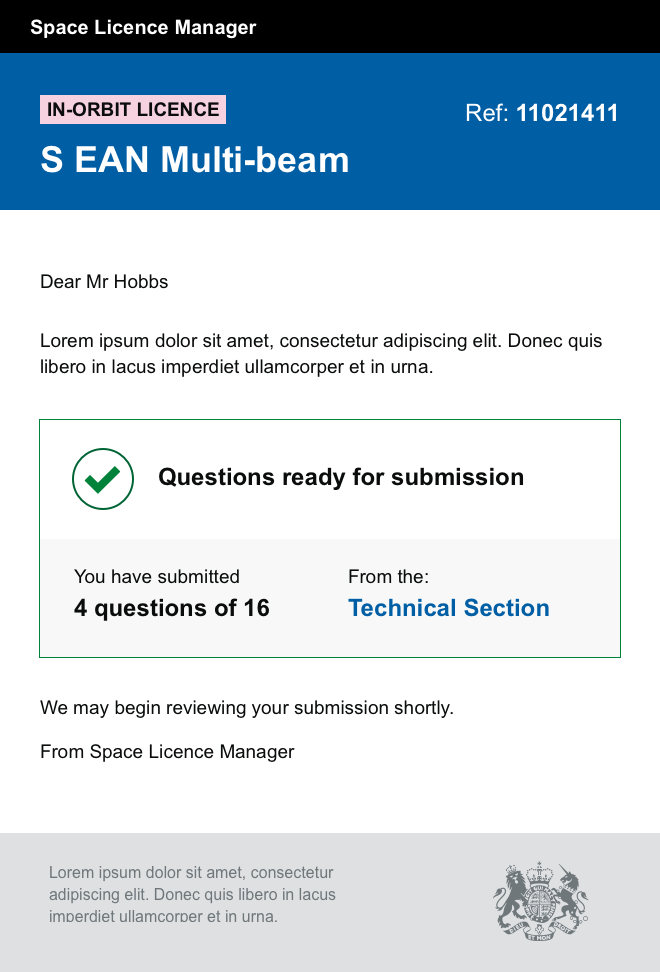 Space Licence Manager
IN-ORBIT LICENCE
Ref: 11021411
S EAN Multi-beam
Dear Mr Hobbs
Lorem ipsum dolor sit amet, consectetur adipiscing elit. Donec quis
libero in lacus imperdiet ullamcorper et in urna.
Questions ready for submission
You have submitted
4 questions of 16
From the:
Technical Section
We may begin reviewing your submission shortly.
From Space Licence Manager
Lorem ipsum dolor sit amet, consectetur
adipiscing elit. Donec quis libero in lacus
imperdiet ullamcorper et in urna.